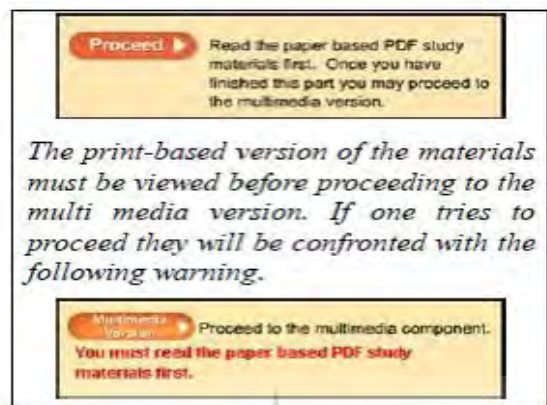 Proceed
Read the paper based PDF study
materials first. Once you have
finished this part you may proceed to
the multimedia version.
The print-based version of the materials
must be viewed before proceeding to the
multi media version. If one tries to
proceed they will be confronted with the
following warning.
Multimedia
Version
Proceed to the multimedia component.
You must read the paper based PDF study
materials first.